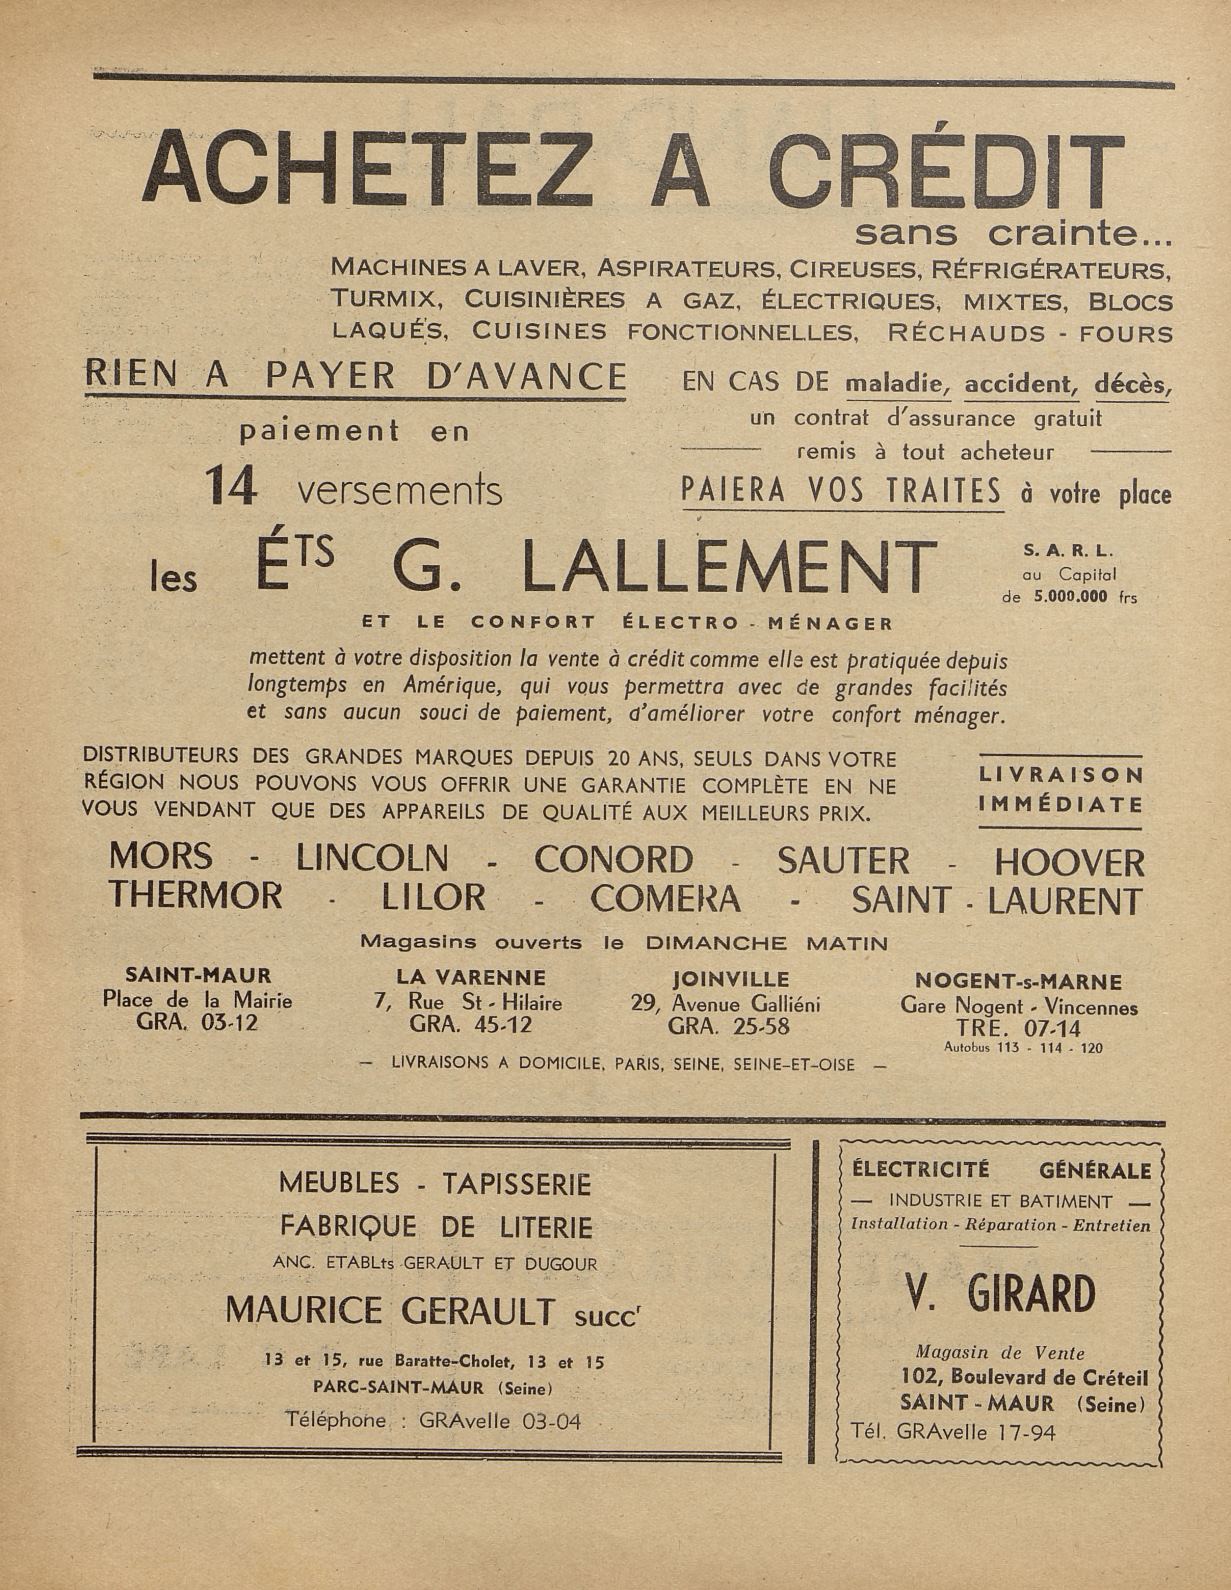 ACHETEZ A CRÉDIT
sans crainte...
MACHINES A LAVER, ASPIRATEURS, CIREUSES, RÉFRIGÉRATEURS,
TURMIX, CUISINIÈRES A GAZ, ÉLECTRIQUES, MIXTES, BLOCS
LAQUÉS, CUISINES FONCTIONNELLES, RÉCHAUDS - FOURS
RIEN A PAYER D'AVANCE
paiement en
14 versements
EN CAS DE maladie, accident, décès,
un contrat d'assurance gratuit
remis à tout acheteur
PAIERA VOS TRAITES à votre place
les ÉTS G. LALLEMENT
S. A. R. L.
au Capital
de 5.000.000 frs
ET LE CONFORT ÉLECTRO - MÉNAGER
mettent à votre disposition la vente à crédit comme elle est pratiquée depuis
longtemps en Amérique, qui vous permettra avec de grandes facilités
et sans aucun souci de paiement, d'améliorer votre confort ménager.
DISTRIBUTEURS DES GRANDES MARQUES DEPUIS 20 ANS, SEULS DANS VOTRE
RÉGION NOUS POUVONS VOUS OFFRIR UNE GARANTIE COMPLÈTE EN NE
VOUS VENDANT QUE DES APPAREILS DE QUALITÉ AUX MEILLEURS PRIX.
LIVRAISON
IMMÉDIATE
MORS - LINCOLN - CONORD - SAUTER - HOOVER
THERMOR - LILOR - COMERA - SAINT - LAURENT
Magasins ouverts le DIMANCHE MATIN
SAINT-MAUR
Place de la Mairie
GRA. 03-12
LA VARENNE
7, Rue St - Hilaire
GRA. 45-12
JOINVILLE
29, Avenue Galliéni
GRA. 25-58
NOGENT-s-MARNE
Gare Nogent - Vincennes
TRE. 07-14
Autobus 113 - 114 - 120
— LIVRAISONS A DOMICILE, PARIS, SEINE, SEINE-ET-OISE —
MEUBLES - TAPISSERIE
FABRIQUE DE LITERIE
ANC. ETABLts GERAULT ET DUGOUR
MAURICE GERAULT succr
13 et 15, rue Baratte-Cholet, 13 et 15
PARC-SAINT-MAUR (Seine)
Téléphone : GRAvelle 03-04
ÉLECTRICITÉ GÉNÉRALE
— INDUSTRIE ET BATIMENT —
Installation - Réparation - Entretien
V. GIRARD
Magasin de Vente
102, Boulevard de Créteil
SAINT - MAUR (Seine)
Tél. GRAvelle 17-94